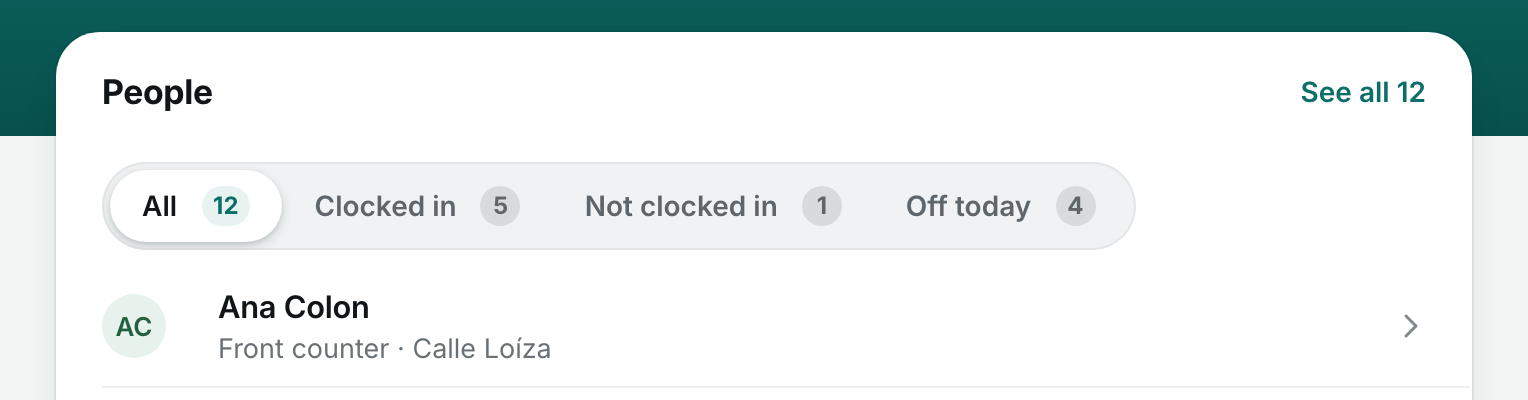 People
See all 12
All 12 Clocked in 5 Not clocked in 1 Off today 4
AC
Ana Colon
Front counter · Calle Loíza